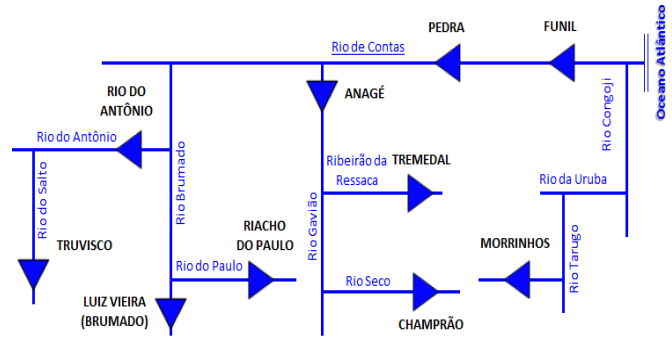 PEDRA
FUNIL
Rio de Contas
Oceano Atlântico
RIO DO
ANTÔNIO
ANAGÉ
Rio Congoji
Rio do Antônio
Rio do Salto
Rio Brumado
Ribeirão da
Ressaca
TREMEDAL
Rio da Uruba
Rio Gavião
TRUVISCO
RIACHO
DO PAULO
MORRINHOS
Rio Tarugo
Rio do Paulo
Rio Seco
LUIZ VIEIRA
(BRUMADO)
CHAMPRÃO